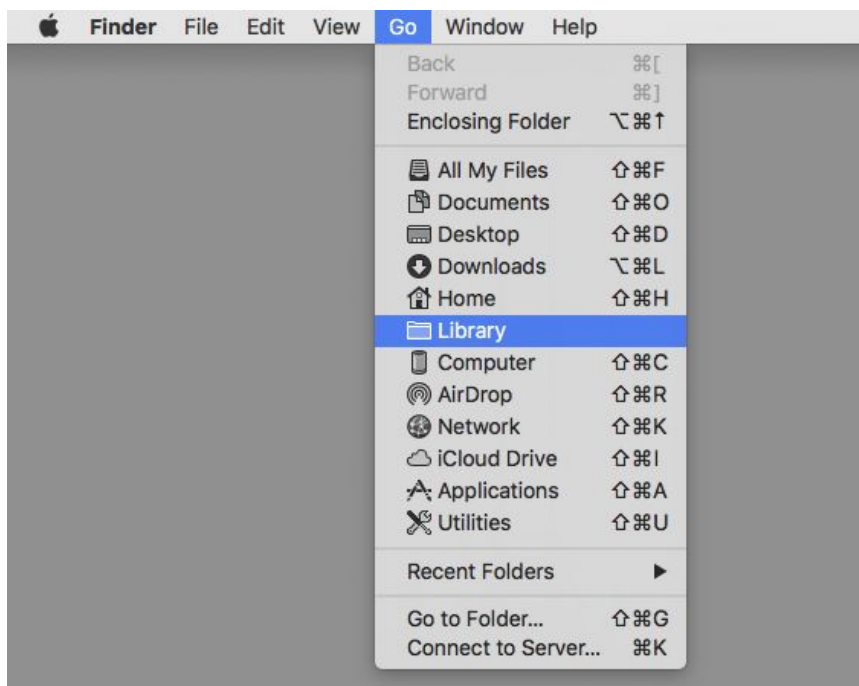 Finder File Edit View Go Window Help
Back ⌘[
Forward ⌘]
Enclosing Folder ⌥⌘↑
All My Files ⇧⌘F
Documents ⇧⌘O
Desktop ⇧⌘D
Downloads ⌥⌘L
Home ⇧⌘H
Library
Computer ⇧⌘C
AirDrop ⇧⌘R
Network ⇧⌘K
iCloud Drive ⇧⌘I
Applications ⇧⌘A
Utilities ⇧⌘U
Recent Folders ▶
Go to Folder... ⇧⌘G
Connect to Server... ⌘K